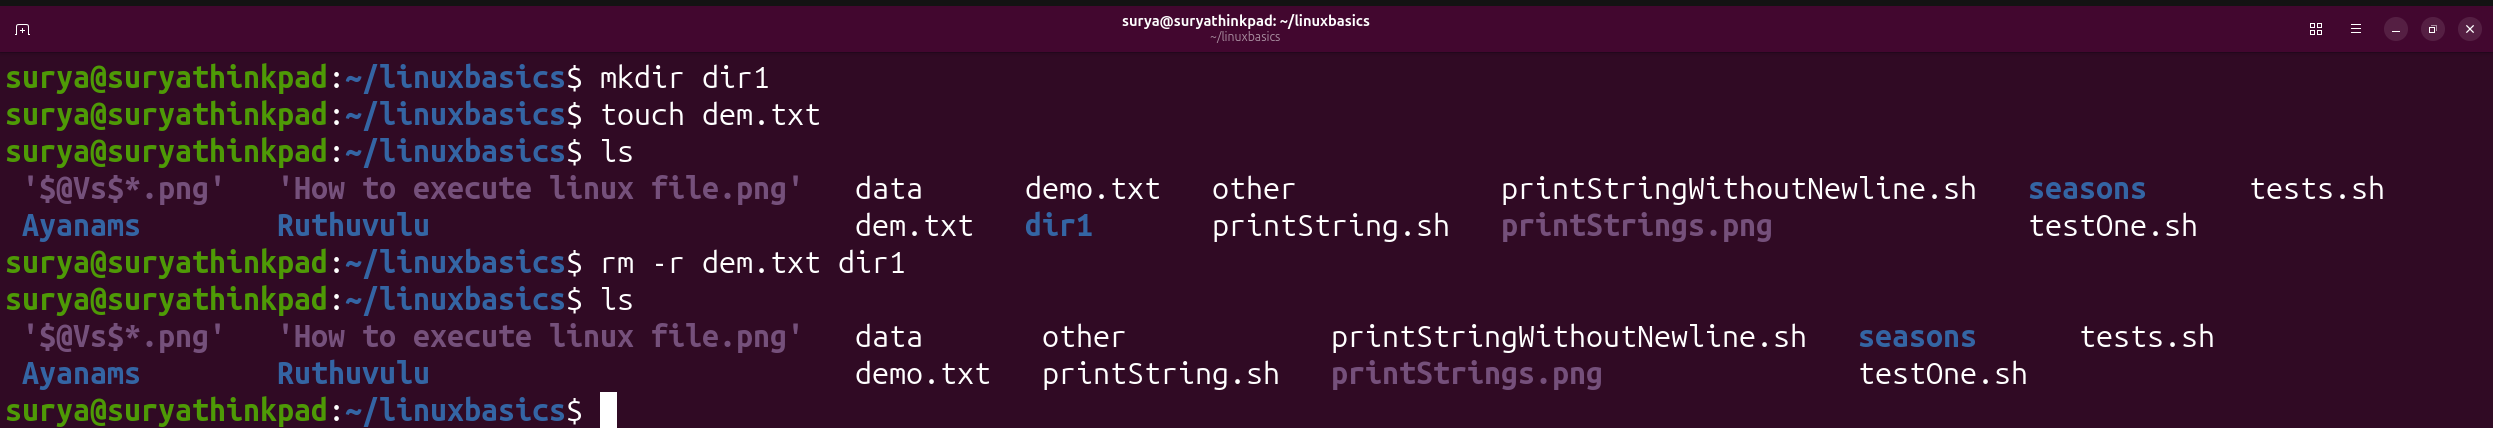 surya@suryathinkpad: ~/linuxbasics
~/linuxbasics
surya@suryathinkpad:~/linuxbasics$ mkdir dir1
surya@suryathinkpad:~/linuxbasics$ touch dem.txt
surya@suryathinkpad:~/linuxbasics$ ls
'$@Vs$*.png' 'How to execute linux file.png' data demo.txt other printStringWithoutNewline.sh seasons tests.sh
Ayanams Ruthuvulu dem.txt dir1 printString.sh printStrings.png testOne.sh
surya@suryathinkpad:~/linuxbasics$ rm -r dem.txt dir1
surya@suryathinkpad:~/linuxbasics$ ls
'$@Vs$*.png' 'How to execute linux file.png' data other printStringWithoutNewline.sh seasons tests.sh
Ayanams Ruthuvulu demo.txt printString.sh printStrings.png testOne.sh
surya@suryathinkpad:~/linuxbasics$